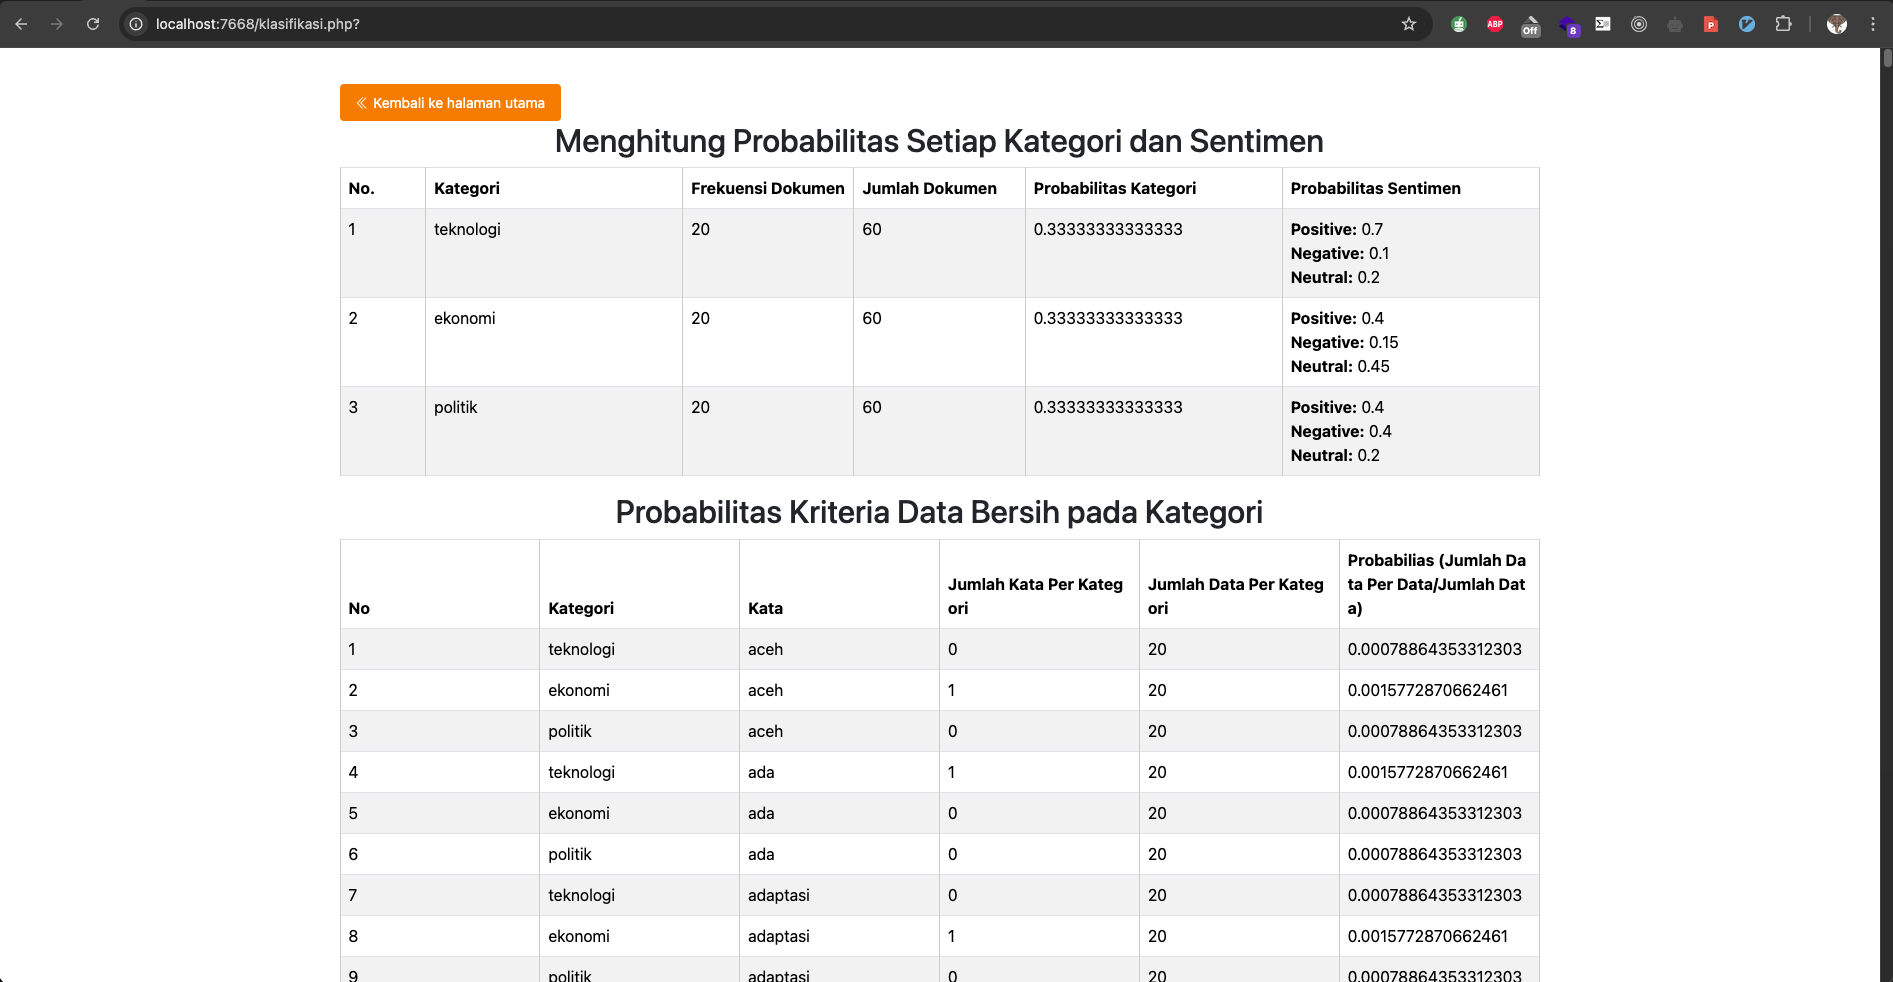 localhost:7668/klasifikasi.php?
ABP
Off
8
P
Kembali ke halaman utama
Menghitung Probabilitas Setiap Kategori dan Sentimen
No. Kategori Frekuensi Dokumen Jumlah Dokumen Probabilitas Kategori Probabilitas Sentimen
1 teknologi 20 60 0.33333333333333 Positive: 0.7
Negative: 0.1
Neutral: 0.2
2 ekonomi 20 60 0.33333333333333 Positive: 0.4
Negative: 0.15
Neutral: 0.45
3 politik 20 60 0.33333333333333 Positive: 0.4
Negative: 0.4
Neutral: 0.2
Probabilitas Kriteria Data Bersih pada Kategori
No Kategori Kata Jumlah Kata Per Kateg
ori Jumlah Data Per Kateg
ori Probabilias (Jumlah Da
ta Per Data/Jumlah Dat
a)
1 teknologi aceh 0 20 0.00078864353312303
2 ekonomi aceh 1 20 0.0015772870662461
3 politik aceh 0 20 0.00078864353312303
4 teknologi ada 1 20 0.0015772870662461
5 ekonomi ada 0 20 0.00078864353312303
6 politik ada 0 20 0.00078864353312303
7 teknologi adaptasi 0 20 0.00078864353312303
8 ekonomi adaptasi 1 20 0.0015772870662461
9 politik adaptasi 0 20 0.00078864353312303